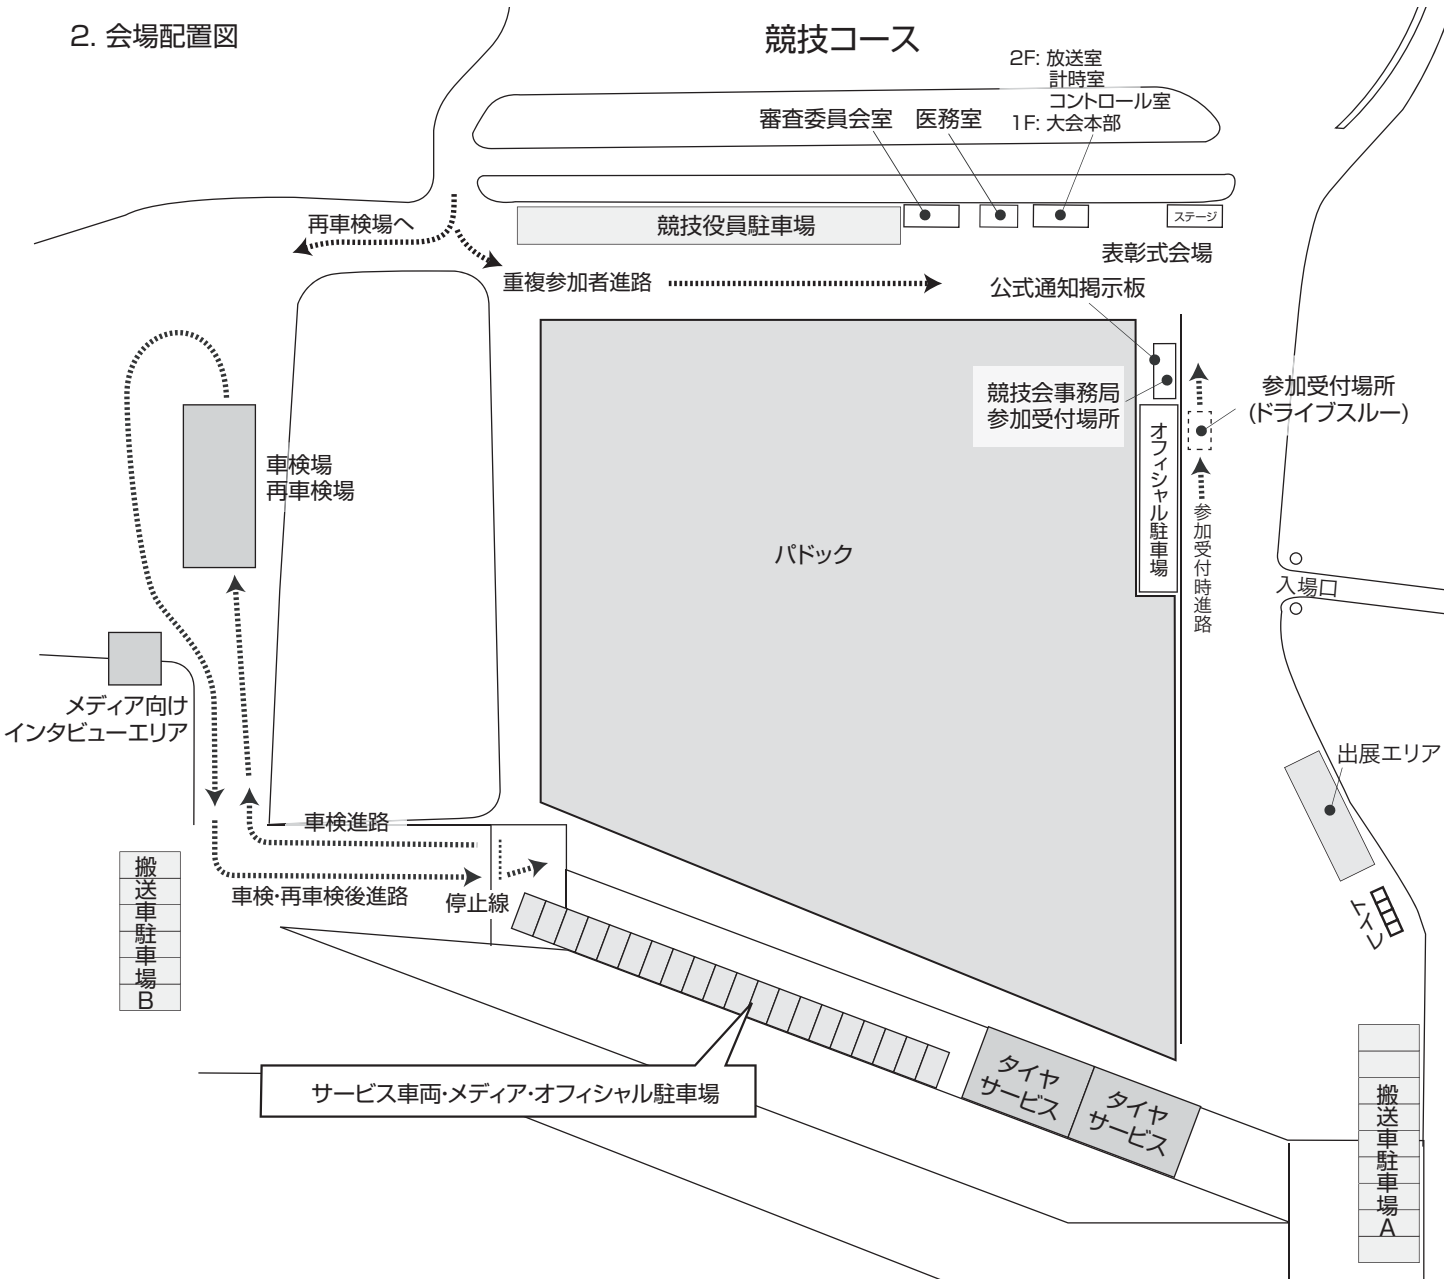 2. 会場配置図
競技コース
2F: 放送室
計時室
コントロール室
1F: 大会本部
審査委員会室
医務室
再車検場へ
競技役員駐車場
ステージ
表彰式会場
重複参加者進路
公式通知掲示板
競技会事務局
参加受付場所
参加受付場所
(ドライブスルー)
オフィシャル駐車場
車検場
再車検場
参加受付時進路
パドック
入場口
メディア向け
インタビューエリア
出展エリア
車検進路
車検・再車検後進路
停止線
トイレ
搬送車駐車場B
サービス車両・メディア・オフィシャル駐車場
タイヤ
サービス
タイヤ
サービス
搬送車駐車場A